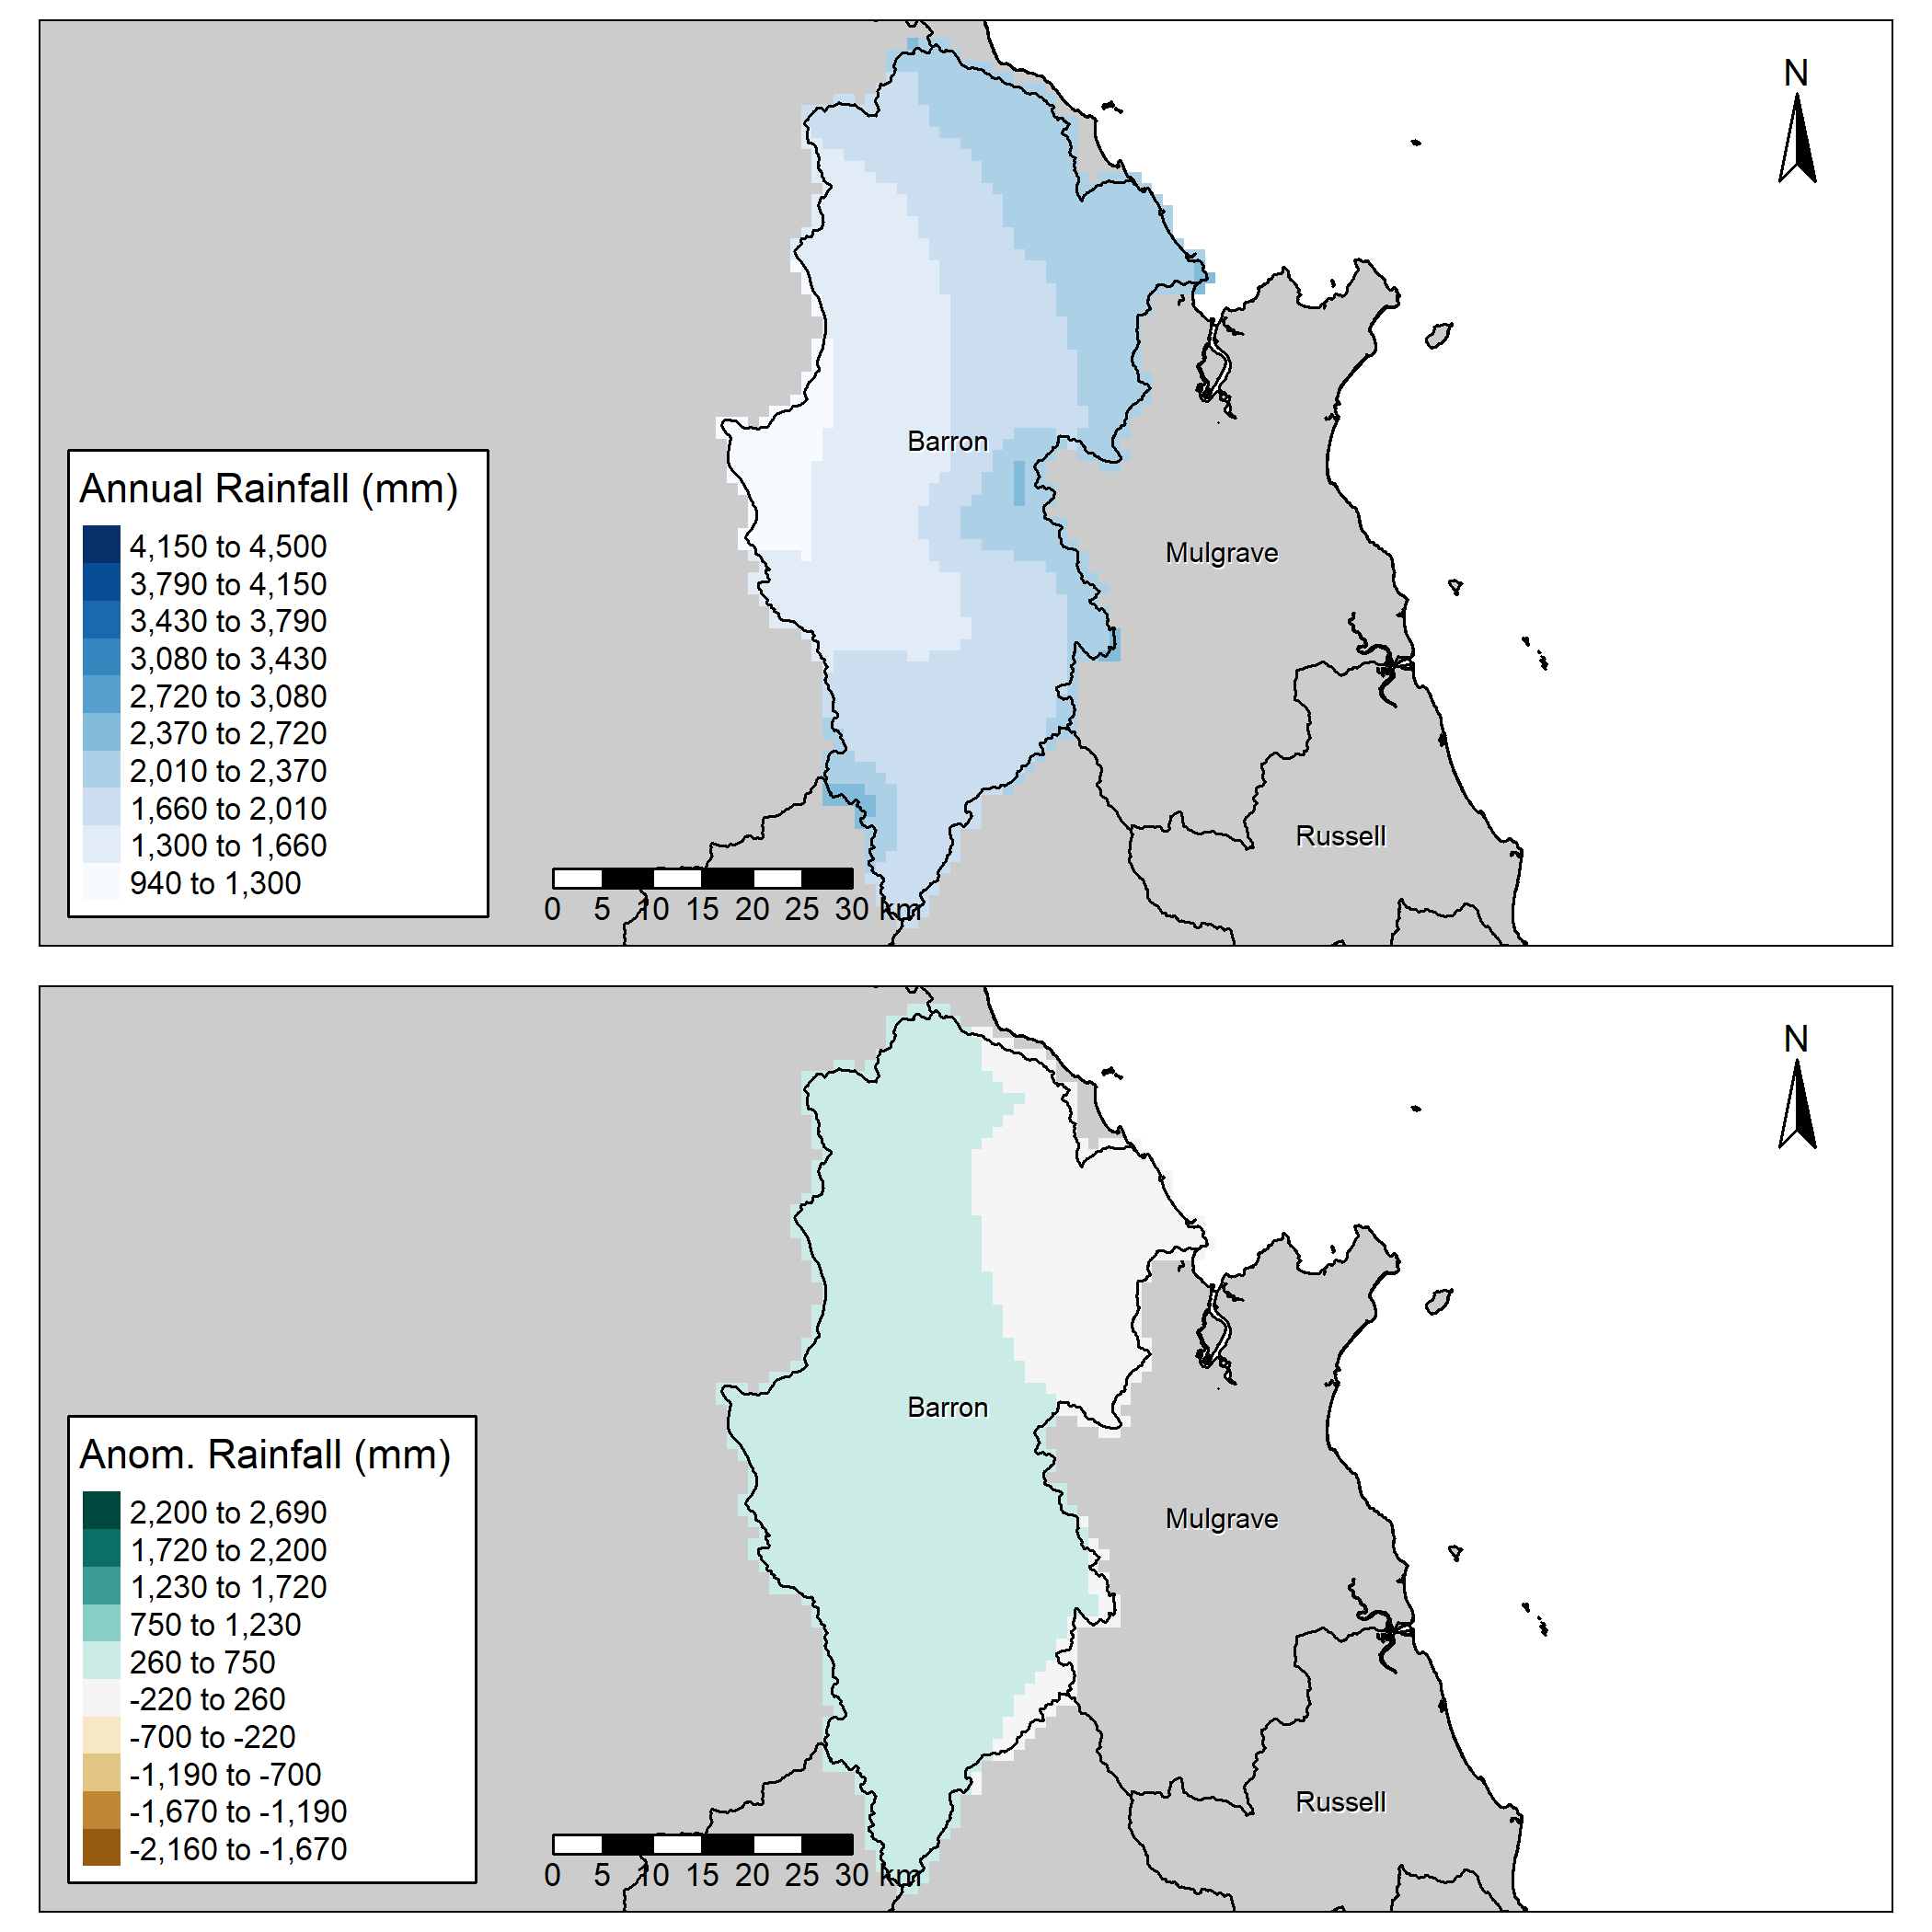 N
Barron
Annual Rainfall (mm)
4,150 to 4,500
3,790 to 4,150
3,430 to 3,790
3,080 to 3,430
2,720 to 3,080
2,370 to 2,720
2,010 to 2,370
1,660 to 2,010
1,300 to 1,660
940 to 1,300
Mulgrave
Russell
0 5 10 15 20 25 30 km
N
Barron
Anom. Rainfall (mm)
2,200 to 2,690
1,720 to 2,200
1,230 to 1,720
750 to 1,230
260 to 750
-220 to 260
-700 to -220
-1,190 to -700
-1,670 to -1,190
-2,160 to -1,670
Mulgrave
Russell
0 5 10 15 20 25 30 km